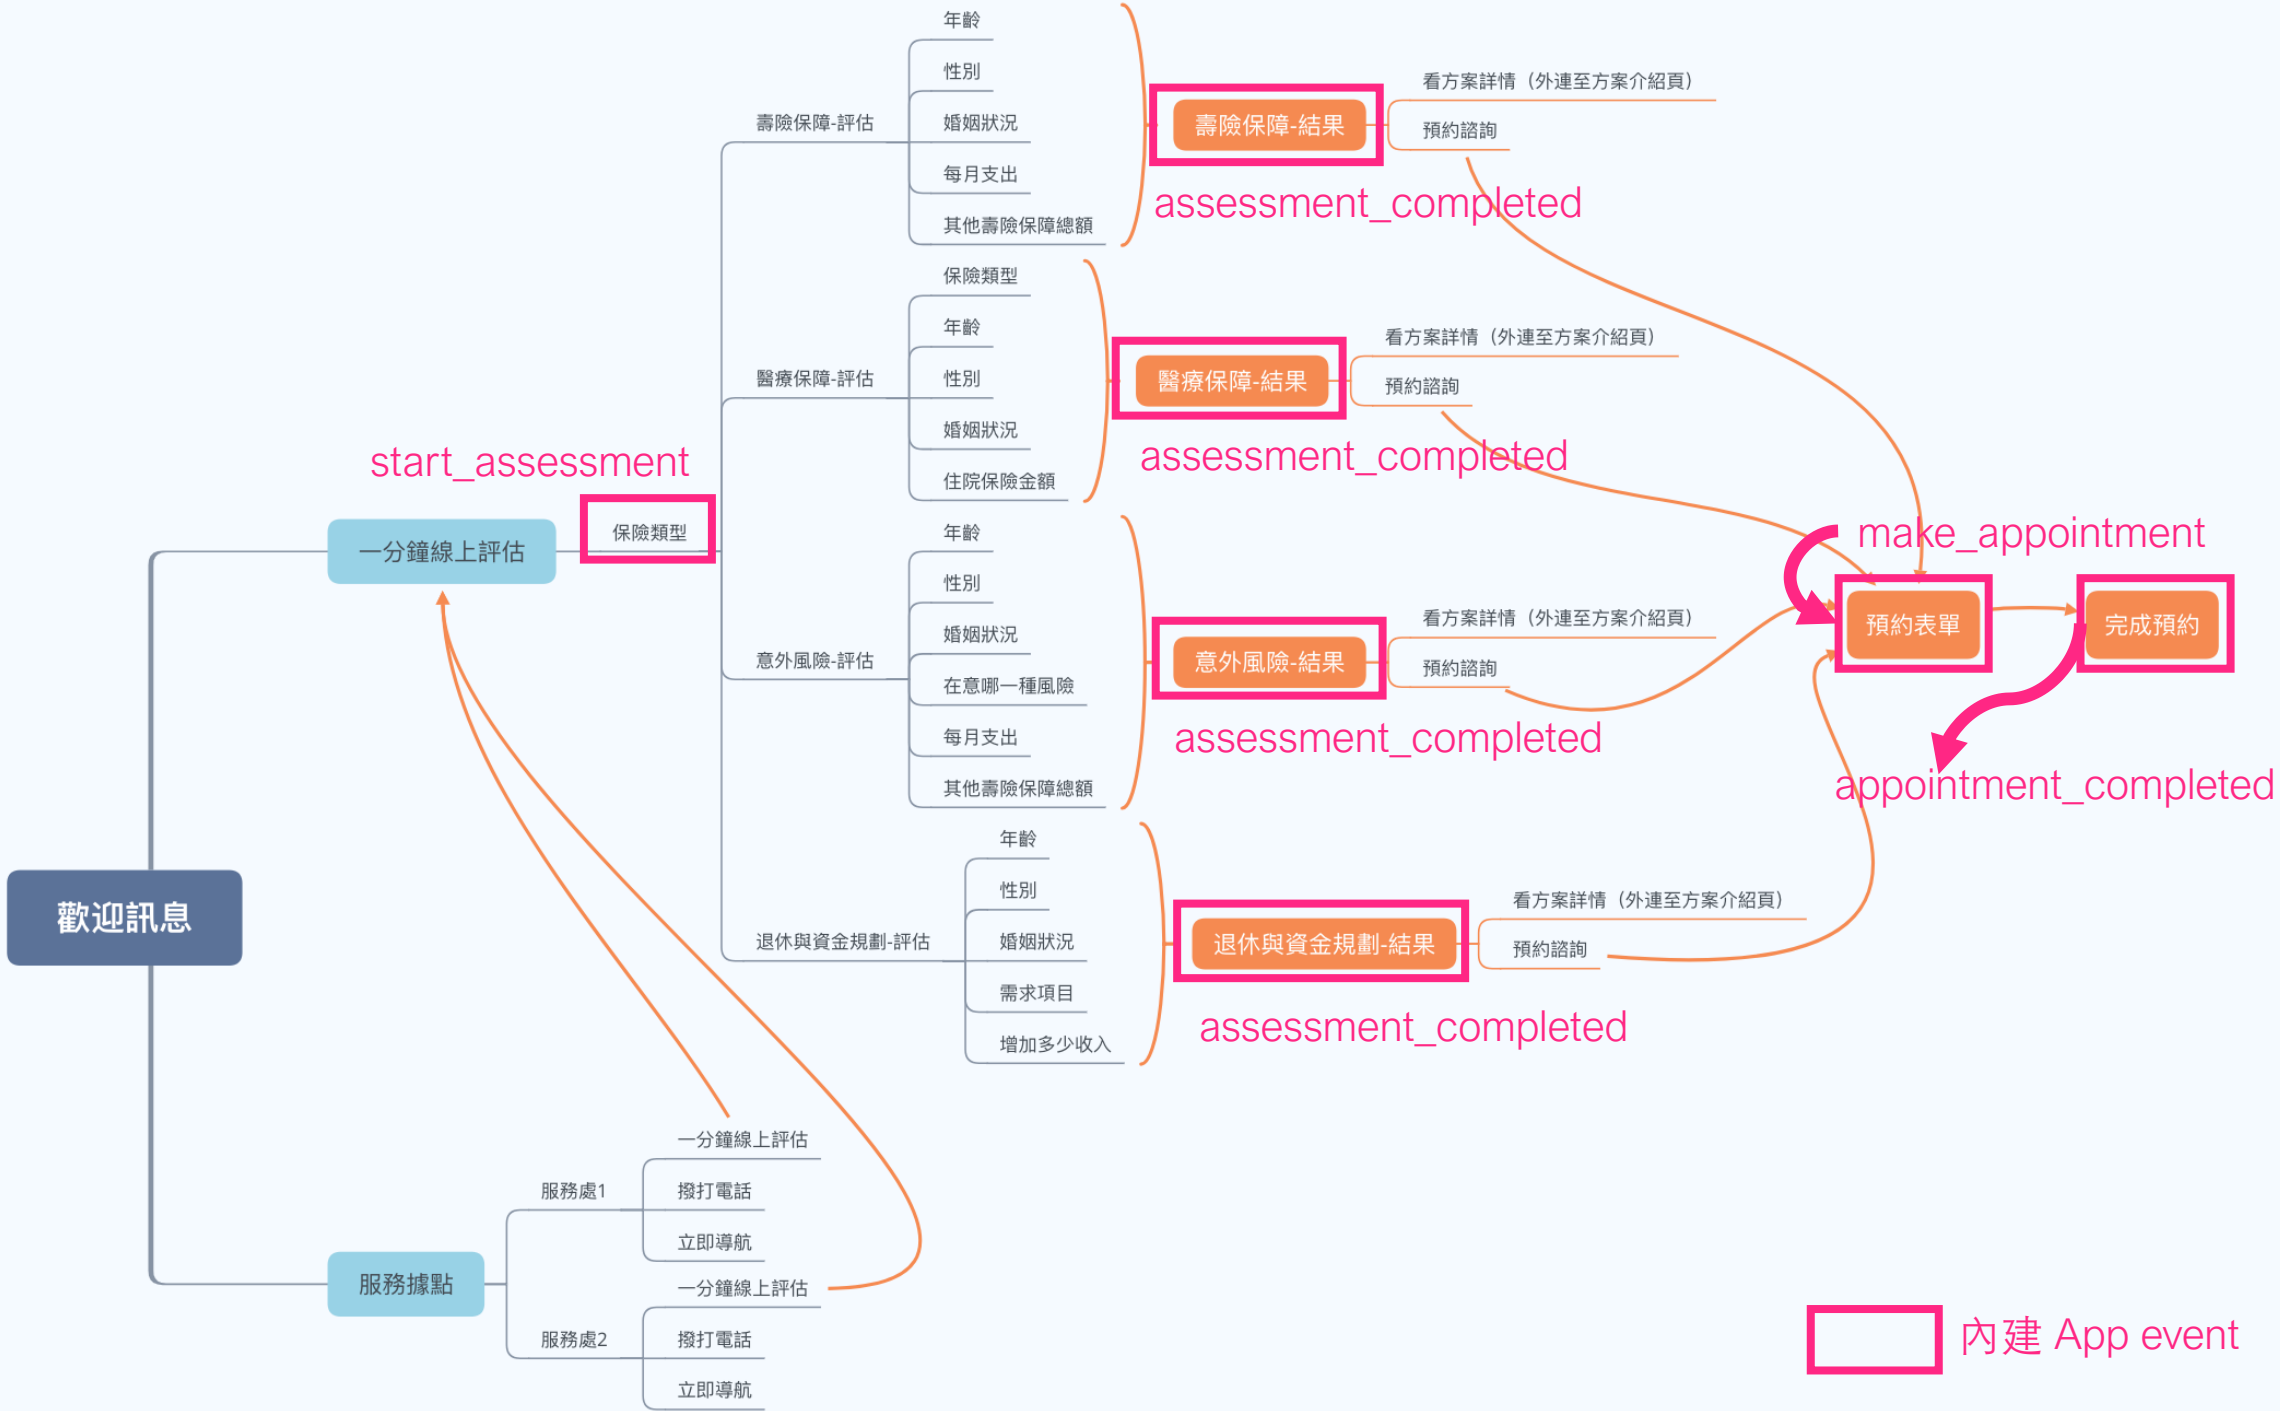 歡迎訊息
一分鐘線上評估
start_assessment
保險類型
壽險保障-評估
年齡
性別
婚姻狀況
每月支出
其他壽險保障總額
壽險保障-結果
assessment_completed
看方案詳情（外連至方案介紹頁）
預約諮詢
醫療保障-評估
保險類型
年齡
性別
婚姻狀況
住院保險金額
醫療保障-結果
assessment_completed
看方案詳情（外連至方案介紹頁）
預約諮詢
意外風險-評估
年齡
性別
婚姻狀況
在意哪一種風險
每月支出
其他壽險保障總額
意外風險-結果
assessment_completed
看方案詳情（外連至方案介紹頁）
預約諮詢
退休與資金規劃-評估
年齡
性別
婚姻狀況
需求項目
增加多少收入
退休與資金規劃-結果
assessment_completed
看方案詳情（外連至方案介紹頁）
預約諮詢
make_appointment
預約表單
完成預約
appointment_completed
服務據點
服務處1
一分鐘線上評估
撥打電話
立即導航
服務處2
一分鐘線上評估
撥打電話
立即導航
內建 App event